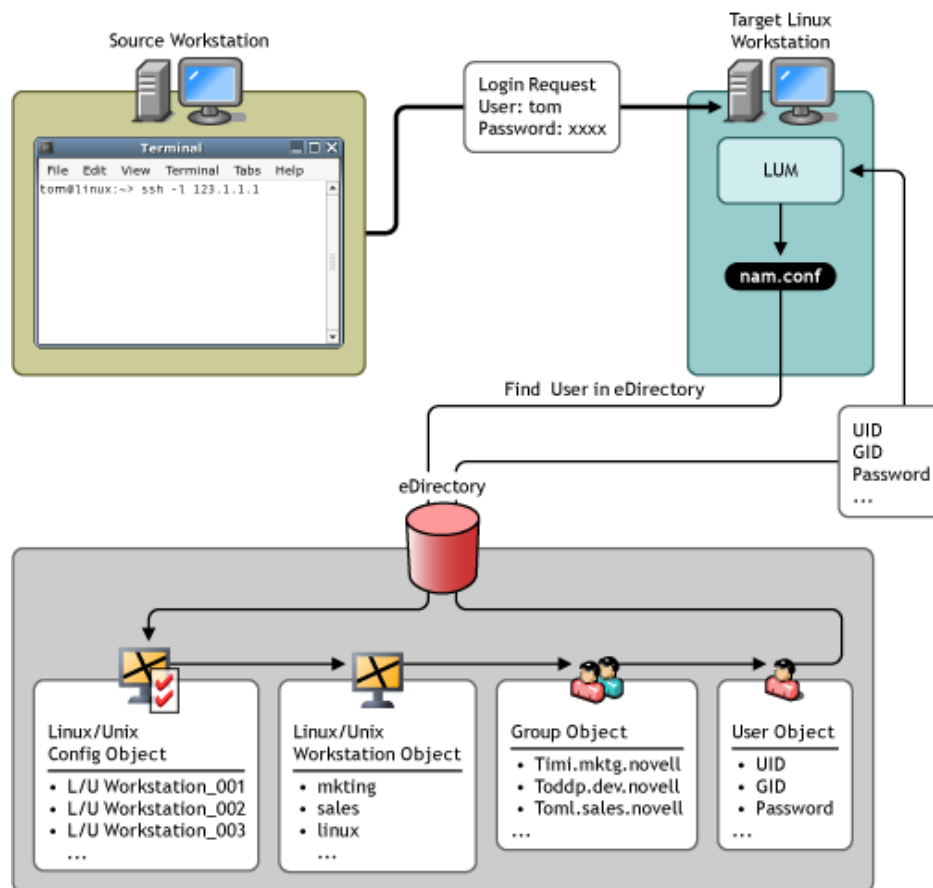 Source Workstation
Target Linux
Workstation
Login Request
User: tom
Password: xxxx
Terminal
File Edit View Terminal Tabs Help
tom@linux:~> ssh -l 123.1.1.1
LUM
nam.conf
Find User in eDirectory
UID
GID
Password
...
eDirectory
Linux/Unix
Config Object
• L/U Workstation_001
• L/U Workstation_002
• L/U Workstation_003
...
Linux/Unix
Workstation Object
• mkting
• sales
• linux
...
Group Object
• Timi.mktg.novell
• Toddp.dev.novell
• Toml.sales.novell
...
User Object
• UID
• GID
• Password
...